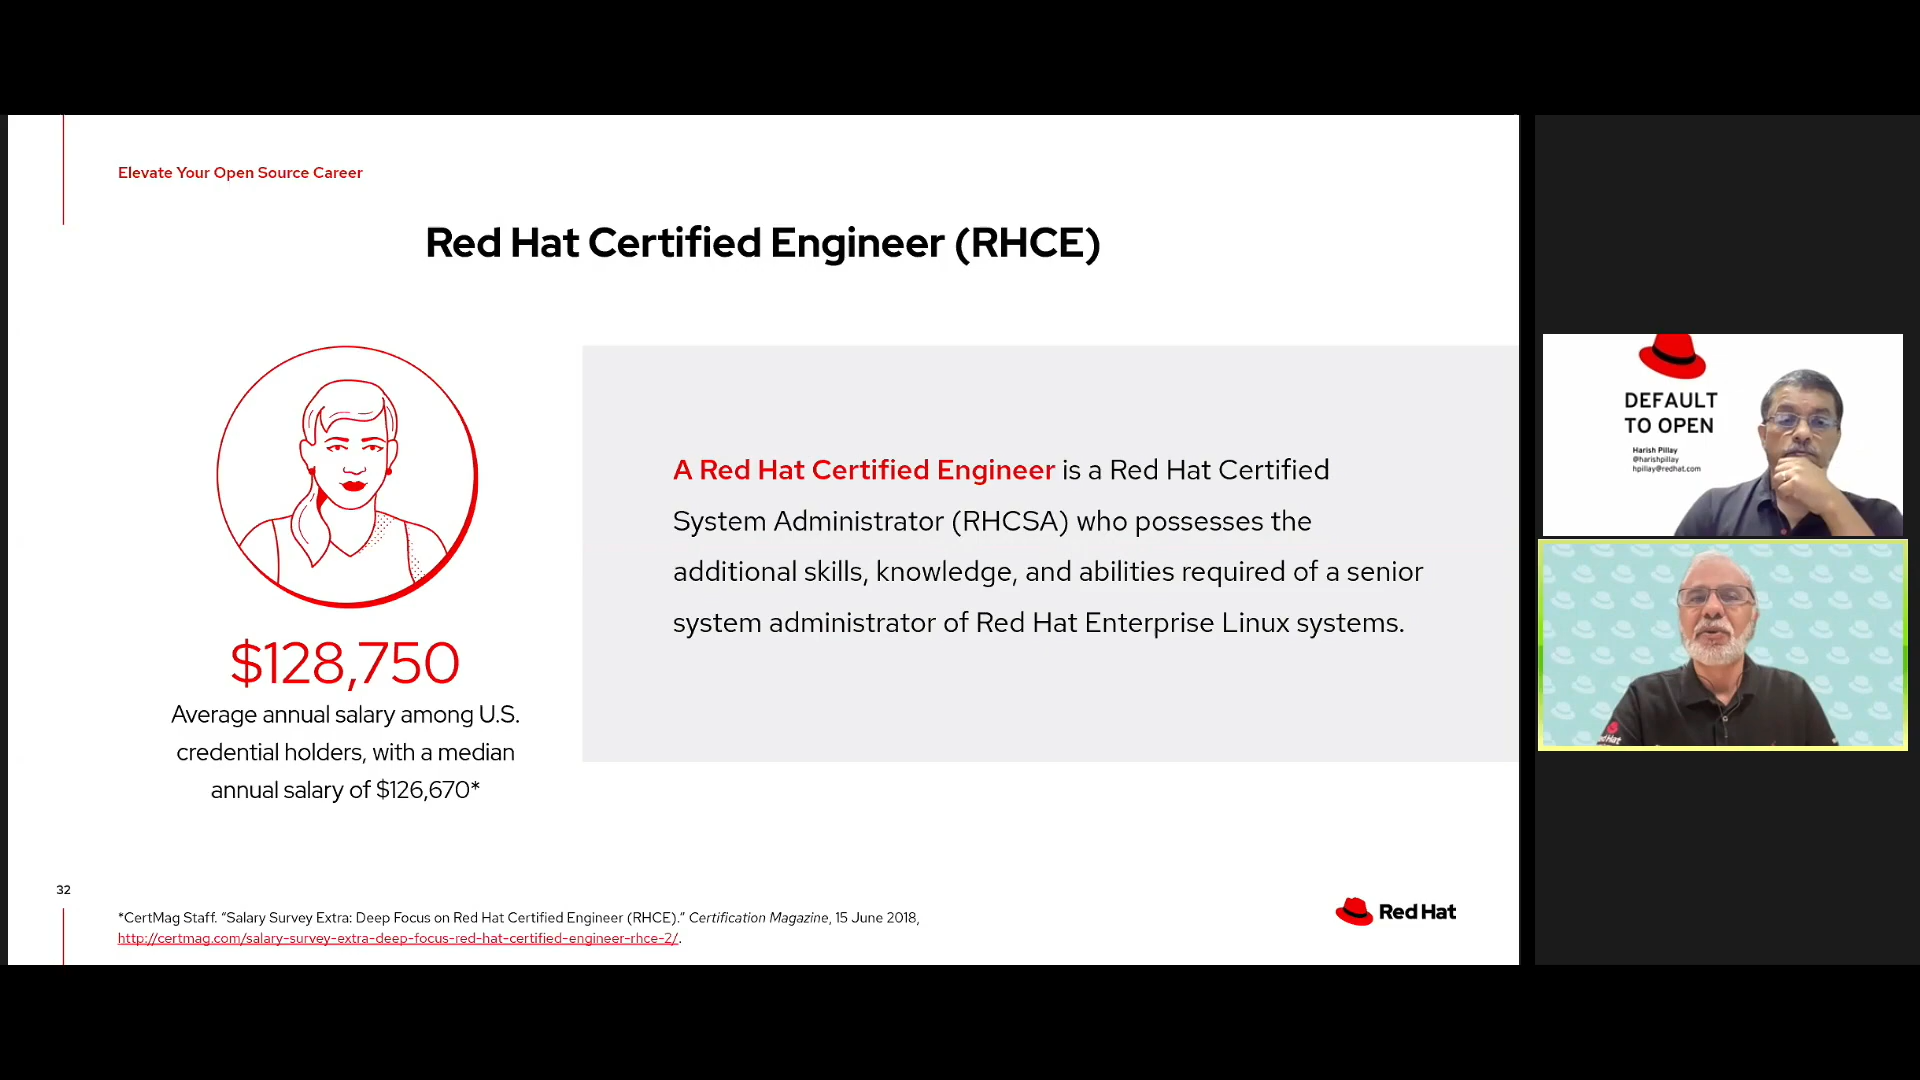 Elevate Your Open Source Career
Red Hat Certified Engineer (RHCE)
A Red Hat Certified Engineer is a Red Hat Certified
System Administrator (RHCSA) who possesses the
additional skills, knowledge, and abilities required of a senior
system administrator of Red Hat Enterprise Linux systems.
$128,750
Average annual salary among U.S.
credential holders, with a median
annual salary of $126,670*
32
*CertMag Staff. “Salary Survey Extra: Deep Focus on Red Hat Certified Engineer (RHCE).” Certification Magazine, 15 June 2018,
http://certmag.com/salary-survey-extra-deep-focus-red-hat-certified-engineer-rhce-2/.
Red Hat
DEFAULT
TO OPEN
Harish Pillay
@harishpillay
hpillay@redhat.com